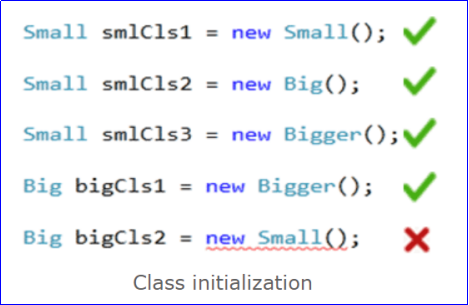 Small smlCls1 = new Small();
Small smlCls2 = new Big();
Small smlCls3 = new Bigger();
Big bigCls1 = new Bigger();
Big bigCls2 = new Small();
Class initialization